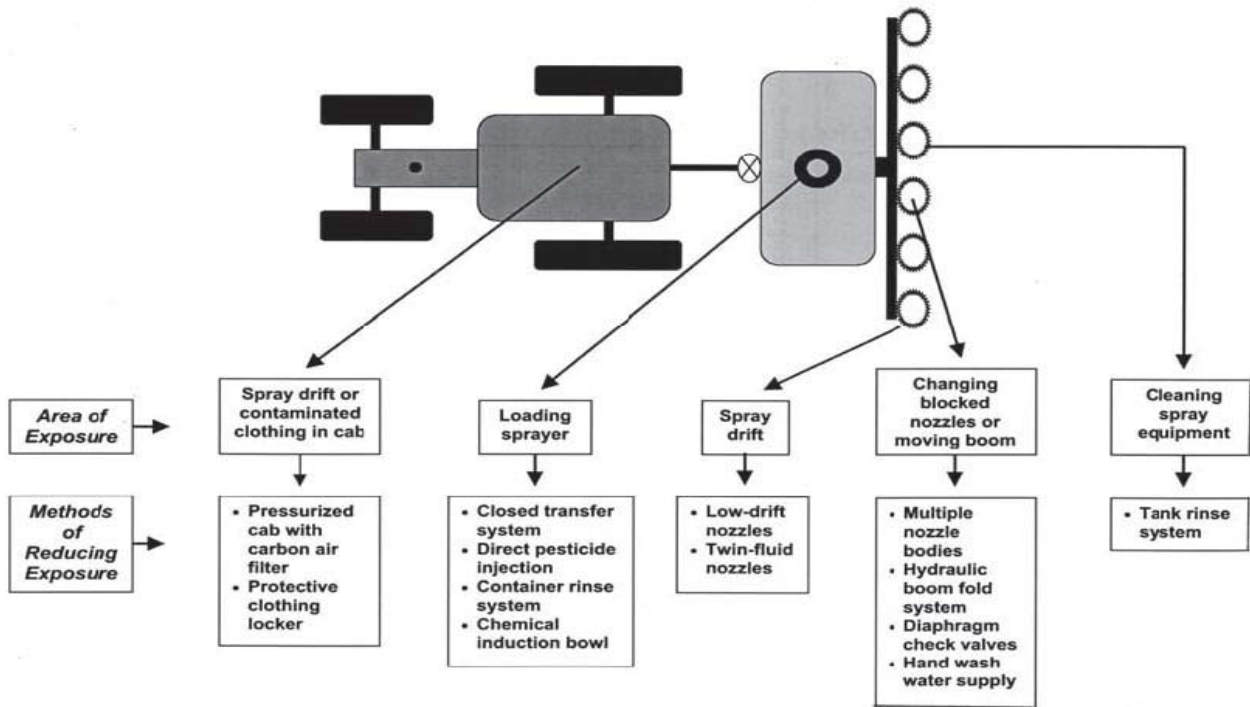 Area of
Exposure
Spray drift or
contaminated
clothing in cab
Loading
sprayer
Spray
drift
Changing
blocked
nozzles or
moving boom
Cleaning
spray
equipment
Methods
of
Reducing
Exposure
• Pressurized
cab with
carbon air
filter
• Protective
clothing
locker
• Closed transfer
system
• Direct pesticide
injection
• Container rinse
system
• Chemical
induction bowl
• Low-drift
nozzles
• Twin-fluid
nozzles
• Multiple
nozzle
bodies
• Hydraulic
boom fold
system
• Diaphragm
check valves
• Hand wash
water supply
• Tank rinse
system